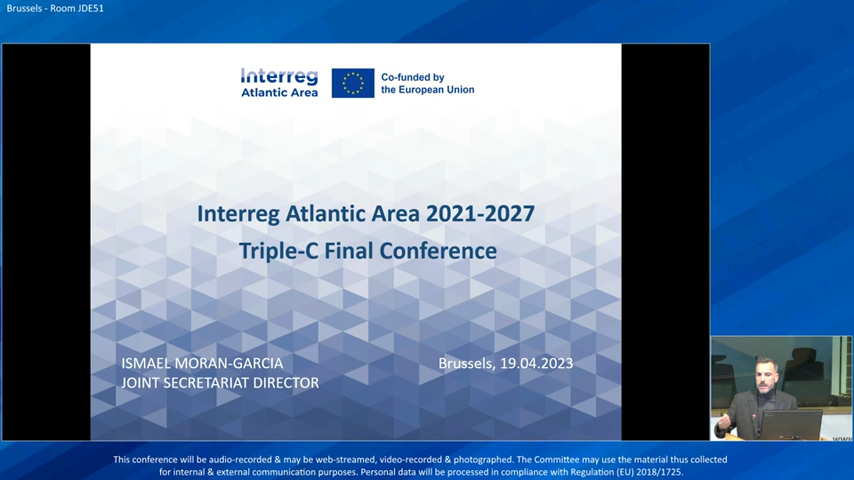 Brussels - Room JDE51
Interreg
Atlantic Area
Co-funded by
the European Union
Interreg Atlantic Area 2021-2027
Triple-C Final Conference
ISMAEL MORAN-GARCIA
JOINT SECRETARIAT DIRECTOR
Brussels, 19.04.2023
This conference will be audio-recorded & may be web-streamed, video-recorded & photographed. The Committee may use the material thus collected
for internal & external communication purposes. Personal data will be processed in compliance with Regulation (EU) 2018/1725.